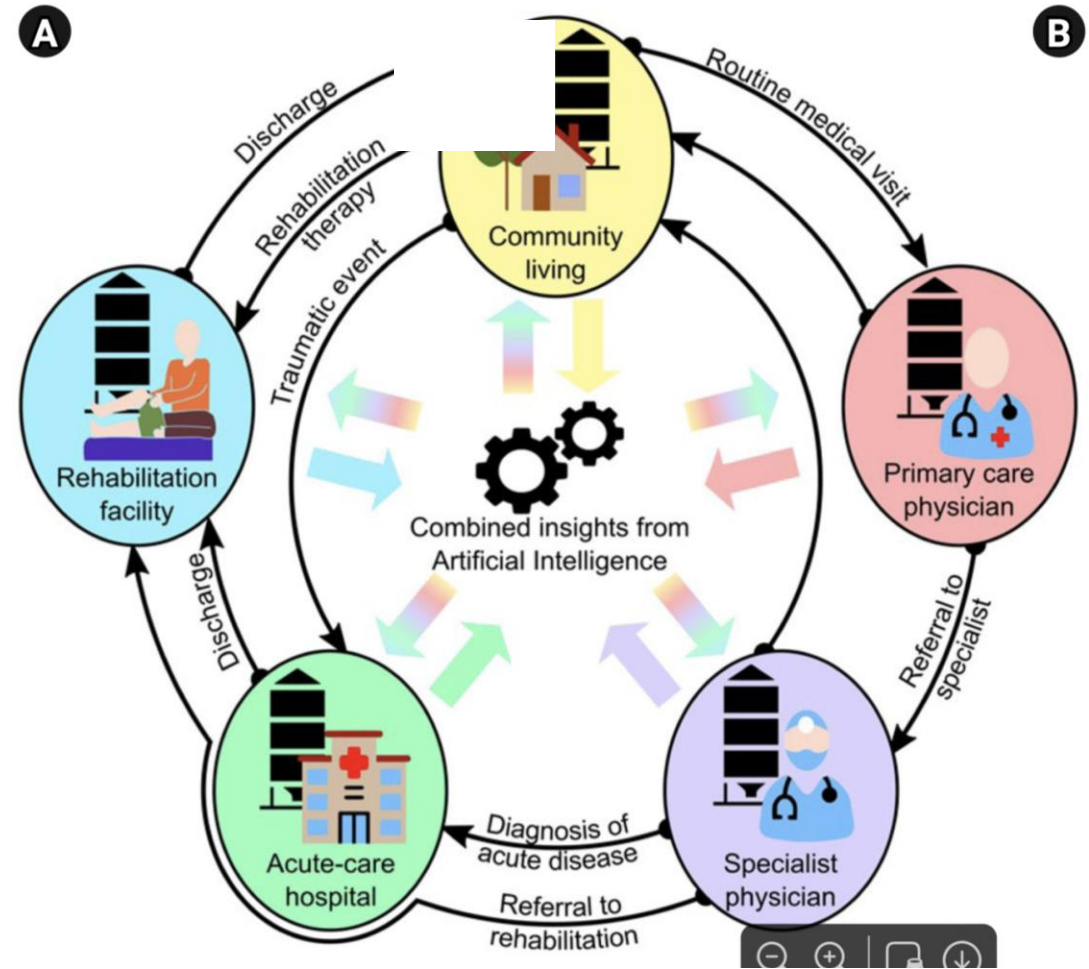 A
B
Discharge
Routine medical visit
Rehabilitation
therapy
Traumatic event
Community
living
Rehabilitation
facility
Primary care
physician
Combined insights from
Artificial Intelligence
Discharge
Referral to
specialist
Acute-care
hospital
Diagnosis of
acute disease
Specialist
physician
Referral to
rehabilitation